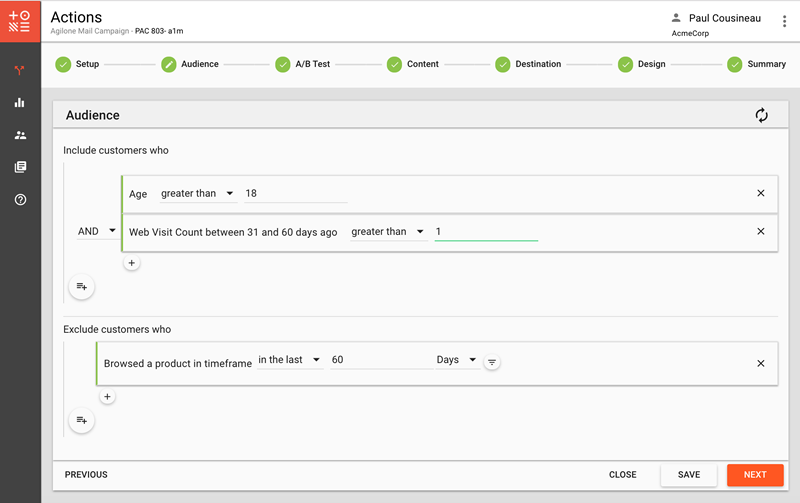 Actions
Agilone Mail Campaign - PAC 803- a1m
Paul Cousineau
AcmeCorp
Setup
Audience
A/B Test
Content
Destination
Design
Summary
Audience
Include customers who
Age greater than 18
AND
Web Visit Count between 31 and 60 days ago greater than 1
Exclude customers who
Browsed a product in timeframe in the last 60 Days
PREVIOUS
CLOSE
SAVE
NEXT